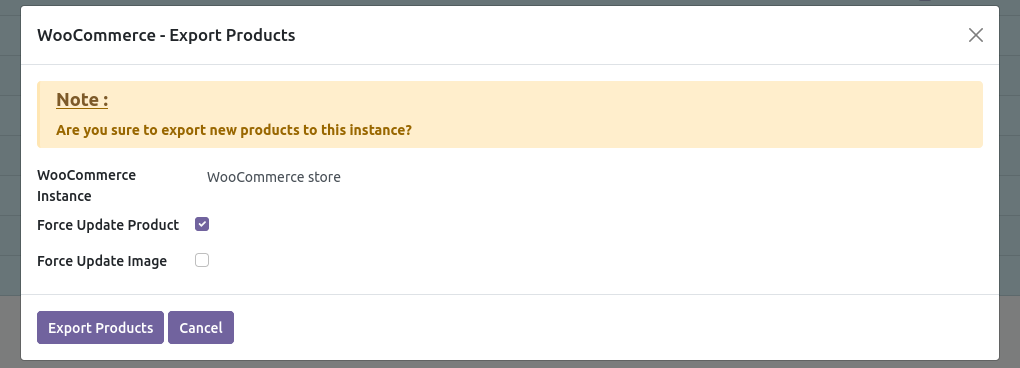 WooCommerce - Export Products
Note :
Are you sure to export new products to this instance?
WooCommerce
Instance
WooCommerce store
Force Update Product
Force Update Image
Export Products
Cancel